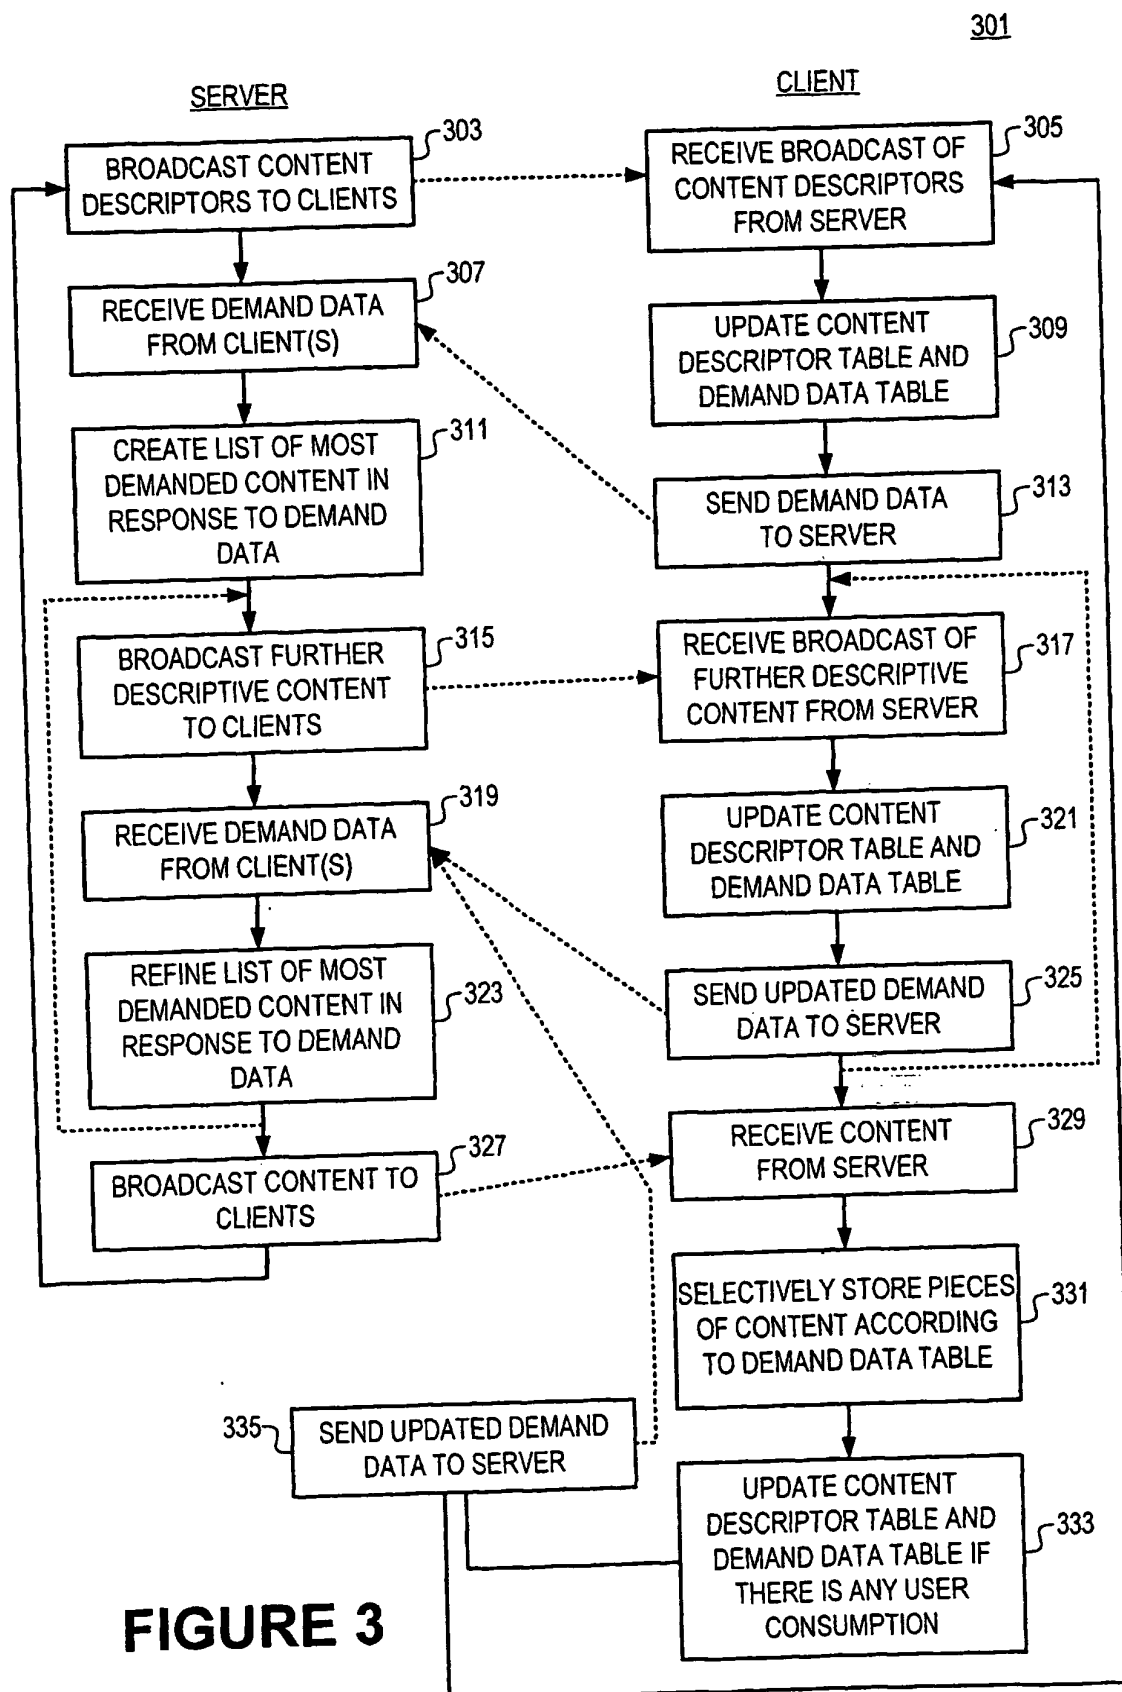 301
SERVER
CLIENT
303
BROADCAST CONTENT
DESCRIPTORS TO CLIENTS
305
RECEIVE BROADCAST OF
CONTENT DESCRIPTORS
FROM SERVER
307
RECEIVE DEMAND DATA
FROM CLIENT(S)
309
UPDATE CONTENT
DESCRIPTOR TABLE AND
DEMAND DATA TABLE
311
CREATE LIST OF MOST
DEMANDED CONTENT IN
RESPONSE TO DEMAND
DATA
313
SEND DEMAND DATA
TO SERVER
315
BROADCAST FURTHER
DESCRIPTIVE CONTENT
TO CLIENTS
317
RECEIVE BROADCAST OF
FURTHER DESCRIPTIVE
CONTENT FROM SERVER
319
RECEIVE DEMAND DATA
FROM CLIENT(S)
321
UPDATE CONTENT
DESCRIPTOR TABLE AND
DEMAND DATA TABLE
323
REFINE LIST OF MOST
DEMANDED CONTENT IN
RESPONSE TO DEMAND
DATA
325
SEND UPDATED DEMAND
DATA TO SERVER
327
BROADCAST CONTENT TO
CLIENTS
329
RECEIVE CONTENT
FROM SERVER
331
SELECTIVELY STORE PIECES
OF CONTENT ACCORDING
TO DEMAND DATA TABLE
335
SEND UPDATED DEMAND
DATA TO SERVER
333
UPDATE CONTENT
DESCRIPTOR TABLE AND
DEMAND DATA TABLE IF
THERE IS ANY USER
CONSUMPTION
FIGURE 3